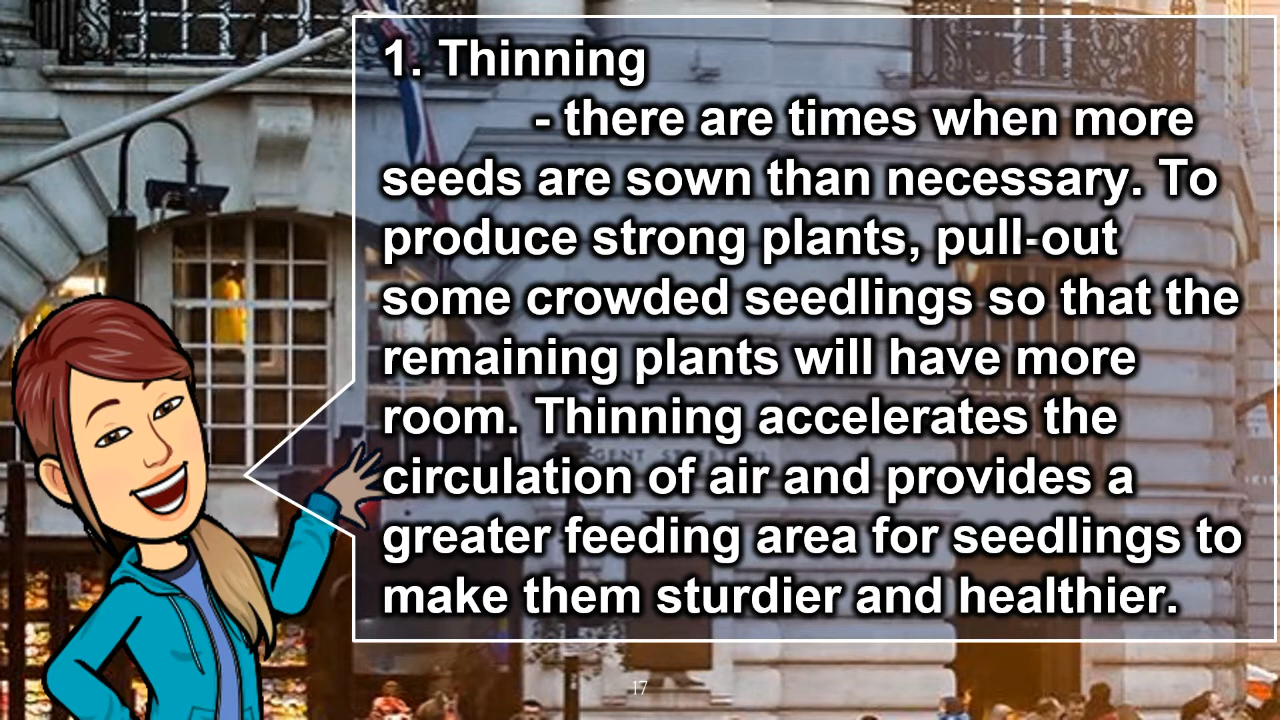 1. Thinning
- there are times when more
seeds are sown than necessary. To
produce strong plants, pull-out
some crowded seedlings so that the
remaining plants will have more
room. Thinning accelerates the
circulation of air and provides a
greater feeding area for seedlings to
make them sturdier and healthier.
17